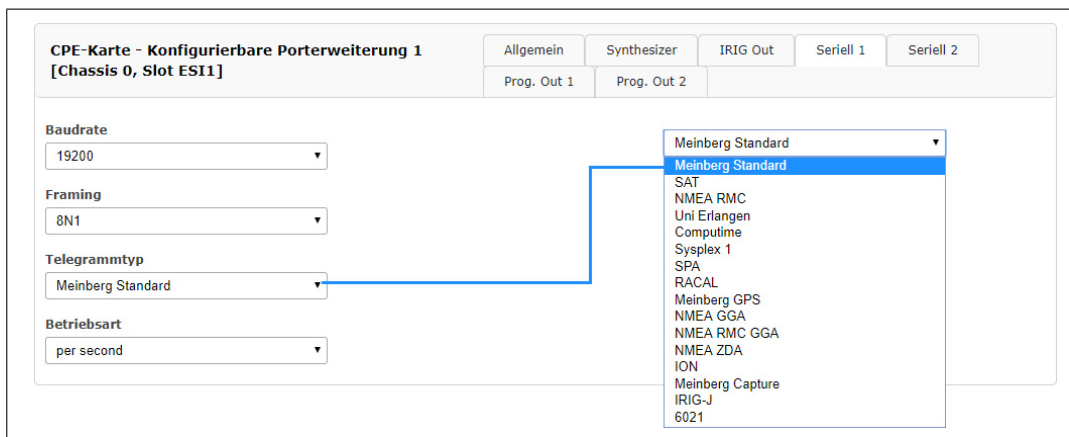 CPE-Karte - Konfigurierbare Porterweiterung 1
[Chassis 0, Slot ESI1]
Allgemein
Synthesizer
IRIG Out
Seriell 1
Seriell 2
Prog. Out 1
Prog. Out 2
Baudrate
19200
Framing
8N1
Telegrammtyp
Meinberg Standard
Betriebsart
per second
Meinberg Standard
Meinberg Standard
SAT
NMEA RMC
Uni Erlangen
Computime
Sysplex 1
SPA
RACAL
Meinberg GPS
NMEA GGA
NMEA RMC GGA
NMEA ZDA
ION
Meinberg Capture
IRIG-J
6021